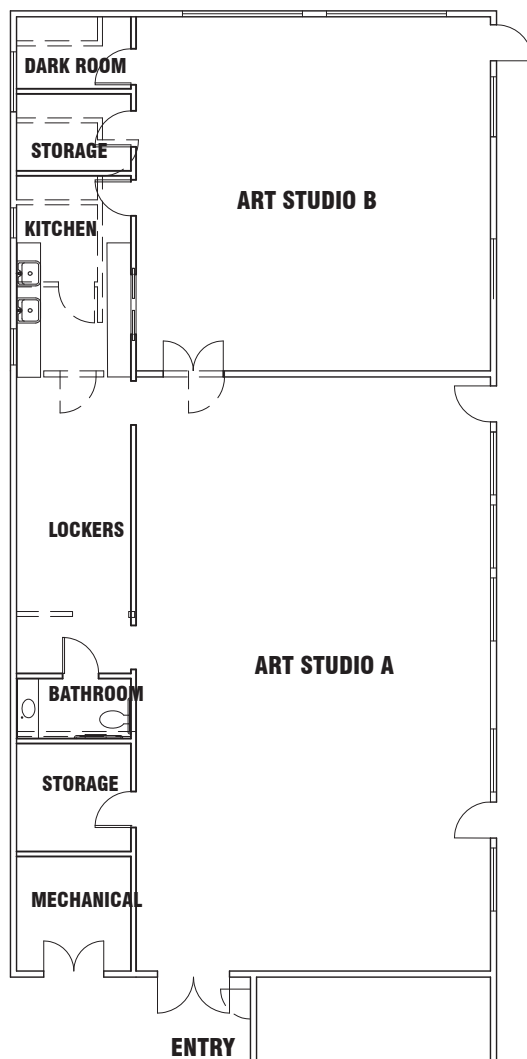 DARK ROOM
STORAGE
KITCHEN
ART STUDIO B
LOCKERS
ART STUDIO A
BATHROOM
STORAGE
MECHANICAL
ENTRY